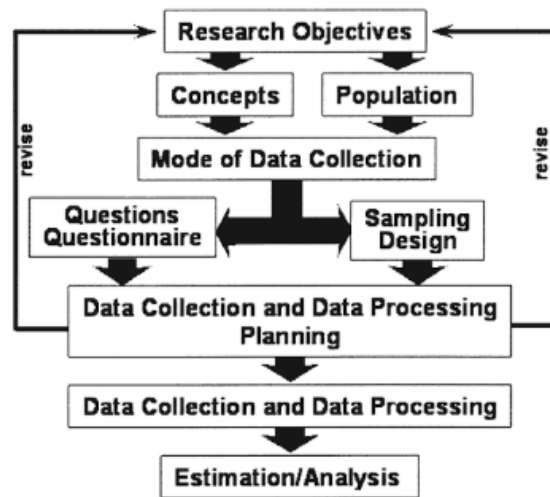 Research Objectives
Concepts
Population
revise
revise
Mode of Data Collection
Questions
Questionnaire
Sampling
Design
Data Collection and Data Processing
Planning
Data Collection and Data Processing
Estimation/Analysis